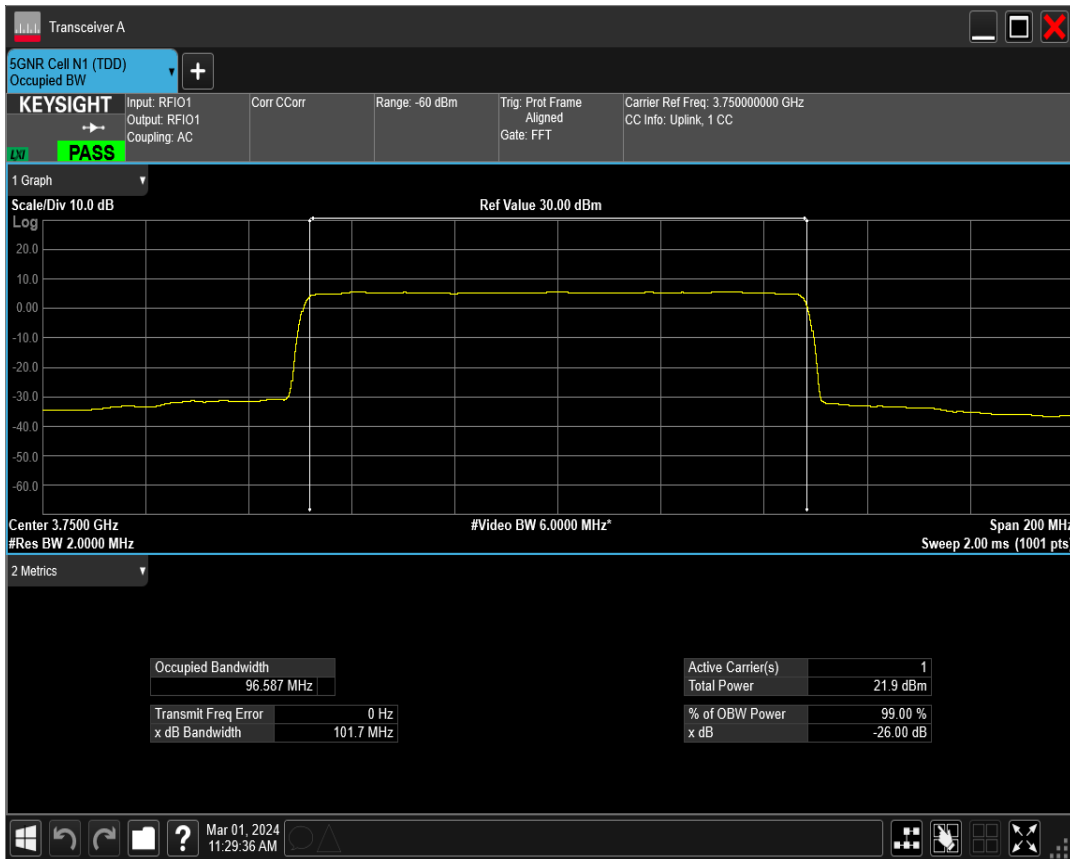 Transceiver A
5GNR Cell N1 (TDD)
Occupied BW
+
KEYSIGHT
LXI
PASS
Input: RFIO1
Output: RFIO1
Coupling: AC
Corr CCorr
Range: -60 dBm
Trig: Prot Frame
Aligned
Gate: FFT
Carrier Ref Freq: 3.750000000 GHz
CC Info: Uplink, 1 CC
1 Graph
Scale/Div 10.0 dB
Ref Value 30.00 dBm
Log
20.0
10.0
0.00
-10.0
-20.0
-30.0
-40.0
-50.0
-60.0
Center 3.7500 GHz
#Video BW 6.0000 MHz*
Span 200 MHz
#Res BW 2.0000 MHz
Sweep 2.00 ms (1001 pts)
2 Metrics
Occupied Bandwidth
96.587 MHz
Transmit Freq Error 0 Hz
x dB Bandwidth 101.7 MHz
Active Carrier(s) 1
Total Power 21.9 dBm
% of OBW Power 99.00 %
x dB -26.00 dB
?
Mar 01, 2024
11:29:36 AM